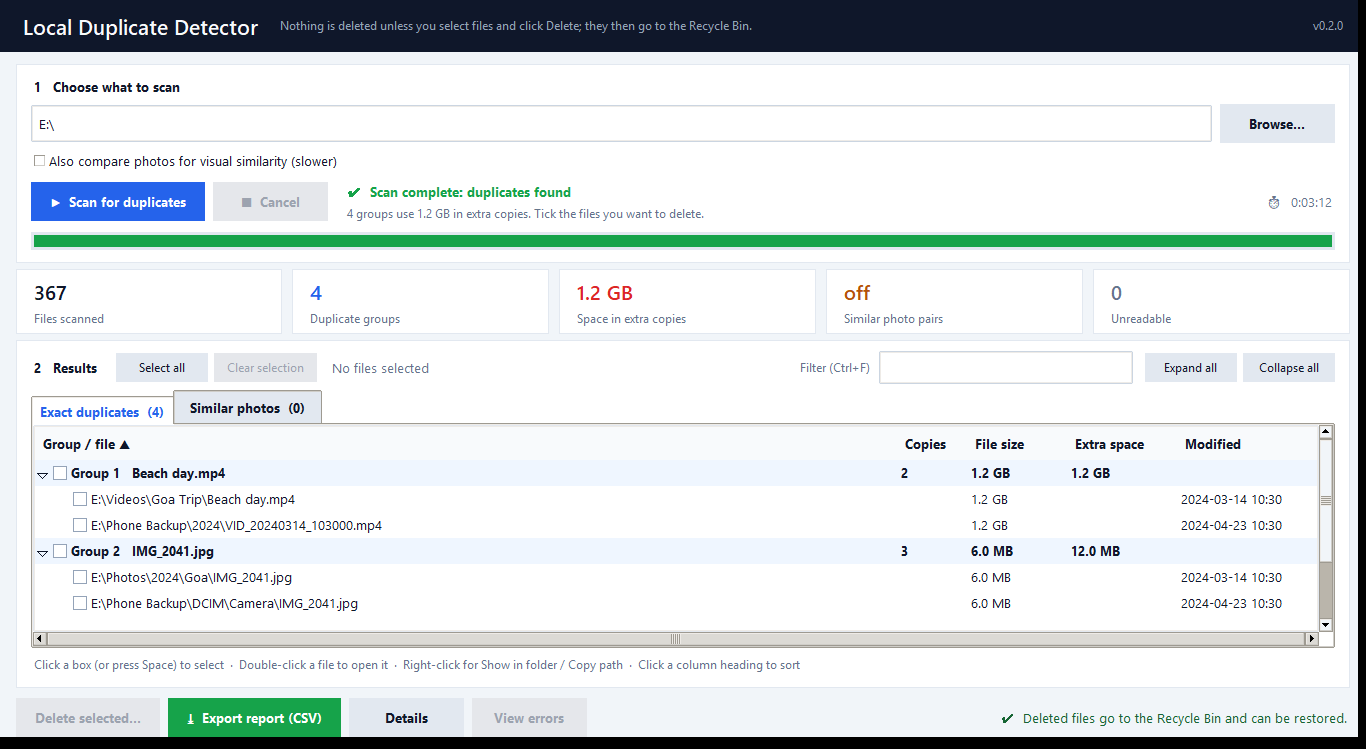 Local Duplicate Detector Nothing is deleted unless you select files and click Delete; they then go to the Recycle Bin. v0.2.0
1 Choose what to scan
E:\ Browse...
Also compare photos for visual similarity (slower)
▶ Scan for duplicates ■ Cancel ✔ Scan complete: duplicates found
4 groups use 1.2 GB in extra copies. Tick the files you want to delete. ⏱ 0:03:12
367 4 1.2 GB off 0
Files scanned Duplicate groups Space in extra copies Similar photo pairs Unreadable
2 Results Select all Clear selection No files selected Filter (Ctrl+F) Expand all Collapse all
Exact duplicates (4) Similar photos (0)
Group / file ▲ Copies File size Extra space Modified
Group 1 Beach day.mp4 2 1.2 GB 1.2 GB
E:\Videos\Goa Trip\Beach day.mp4 1.2 GB 2024-03-14 10:30
E:\Phone Backup\2024\VID_20240314_103000.mp4 1.2 GB 2024-04-23 10:30
Group 2 IMG_2041.jpg 3 6.0 MB 12.0 MB
E:\Photos\2024\Goa\IMG_2041.jpg 6.0 MB 2024-03-14 10:30
E:\Phone Backup\DCIM\Camera\IMG_2041.jpg 6.0 MB 2024-04-23 10:30
Click a box (or press Space) to select · Double-click a file to open it · Right-click for Show in folder / Copy path · Click a column heading to sort
Delete selected... ⤓ Export report (CSV) Details View errors ✔ Deleted files go to the Recycle Bin and can be restored.